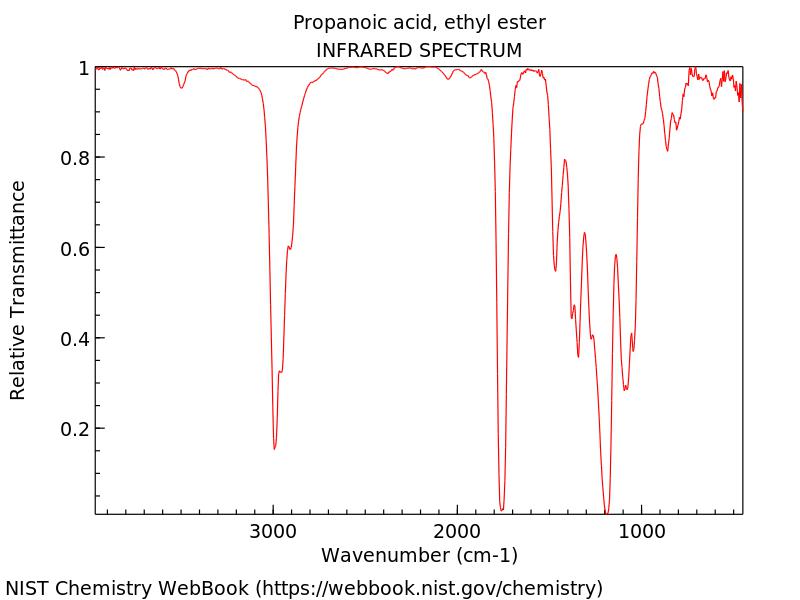 Propanoic acid, ethyl ester
INFRARED SPECTRUM
1
0.8
0.6
0.4
0.2
Relative Transmittance
3000 2000 1000
Wavenumber (cm-1)
NIST Chemistry WebBook (https://webbook.nist.gov/chemistry)